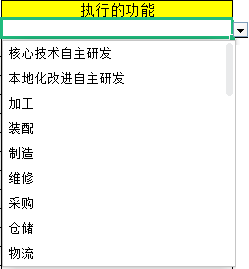 执行的功能
核心技术自主研发
本地化改进自主研发
加工
装配
制造
维修
采购
仓储
物流